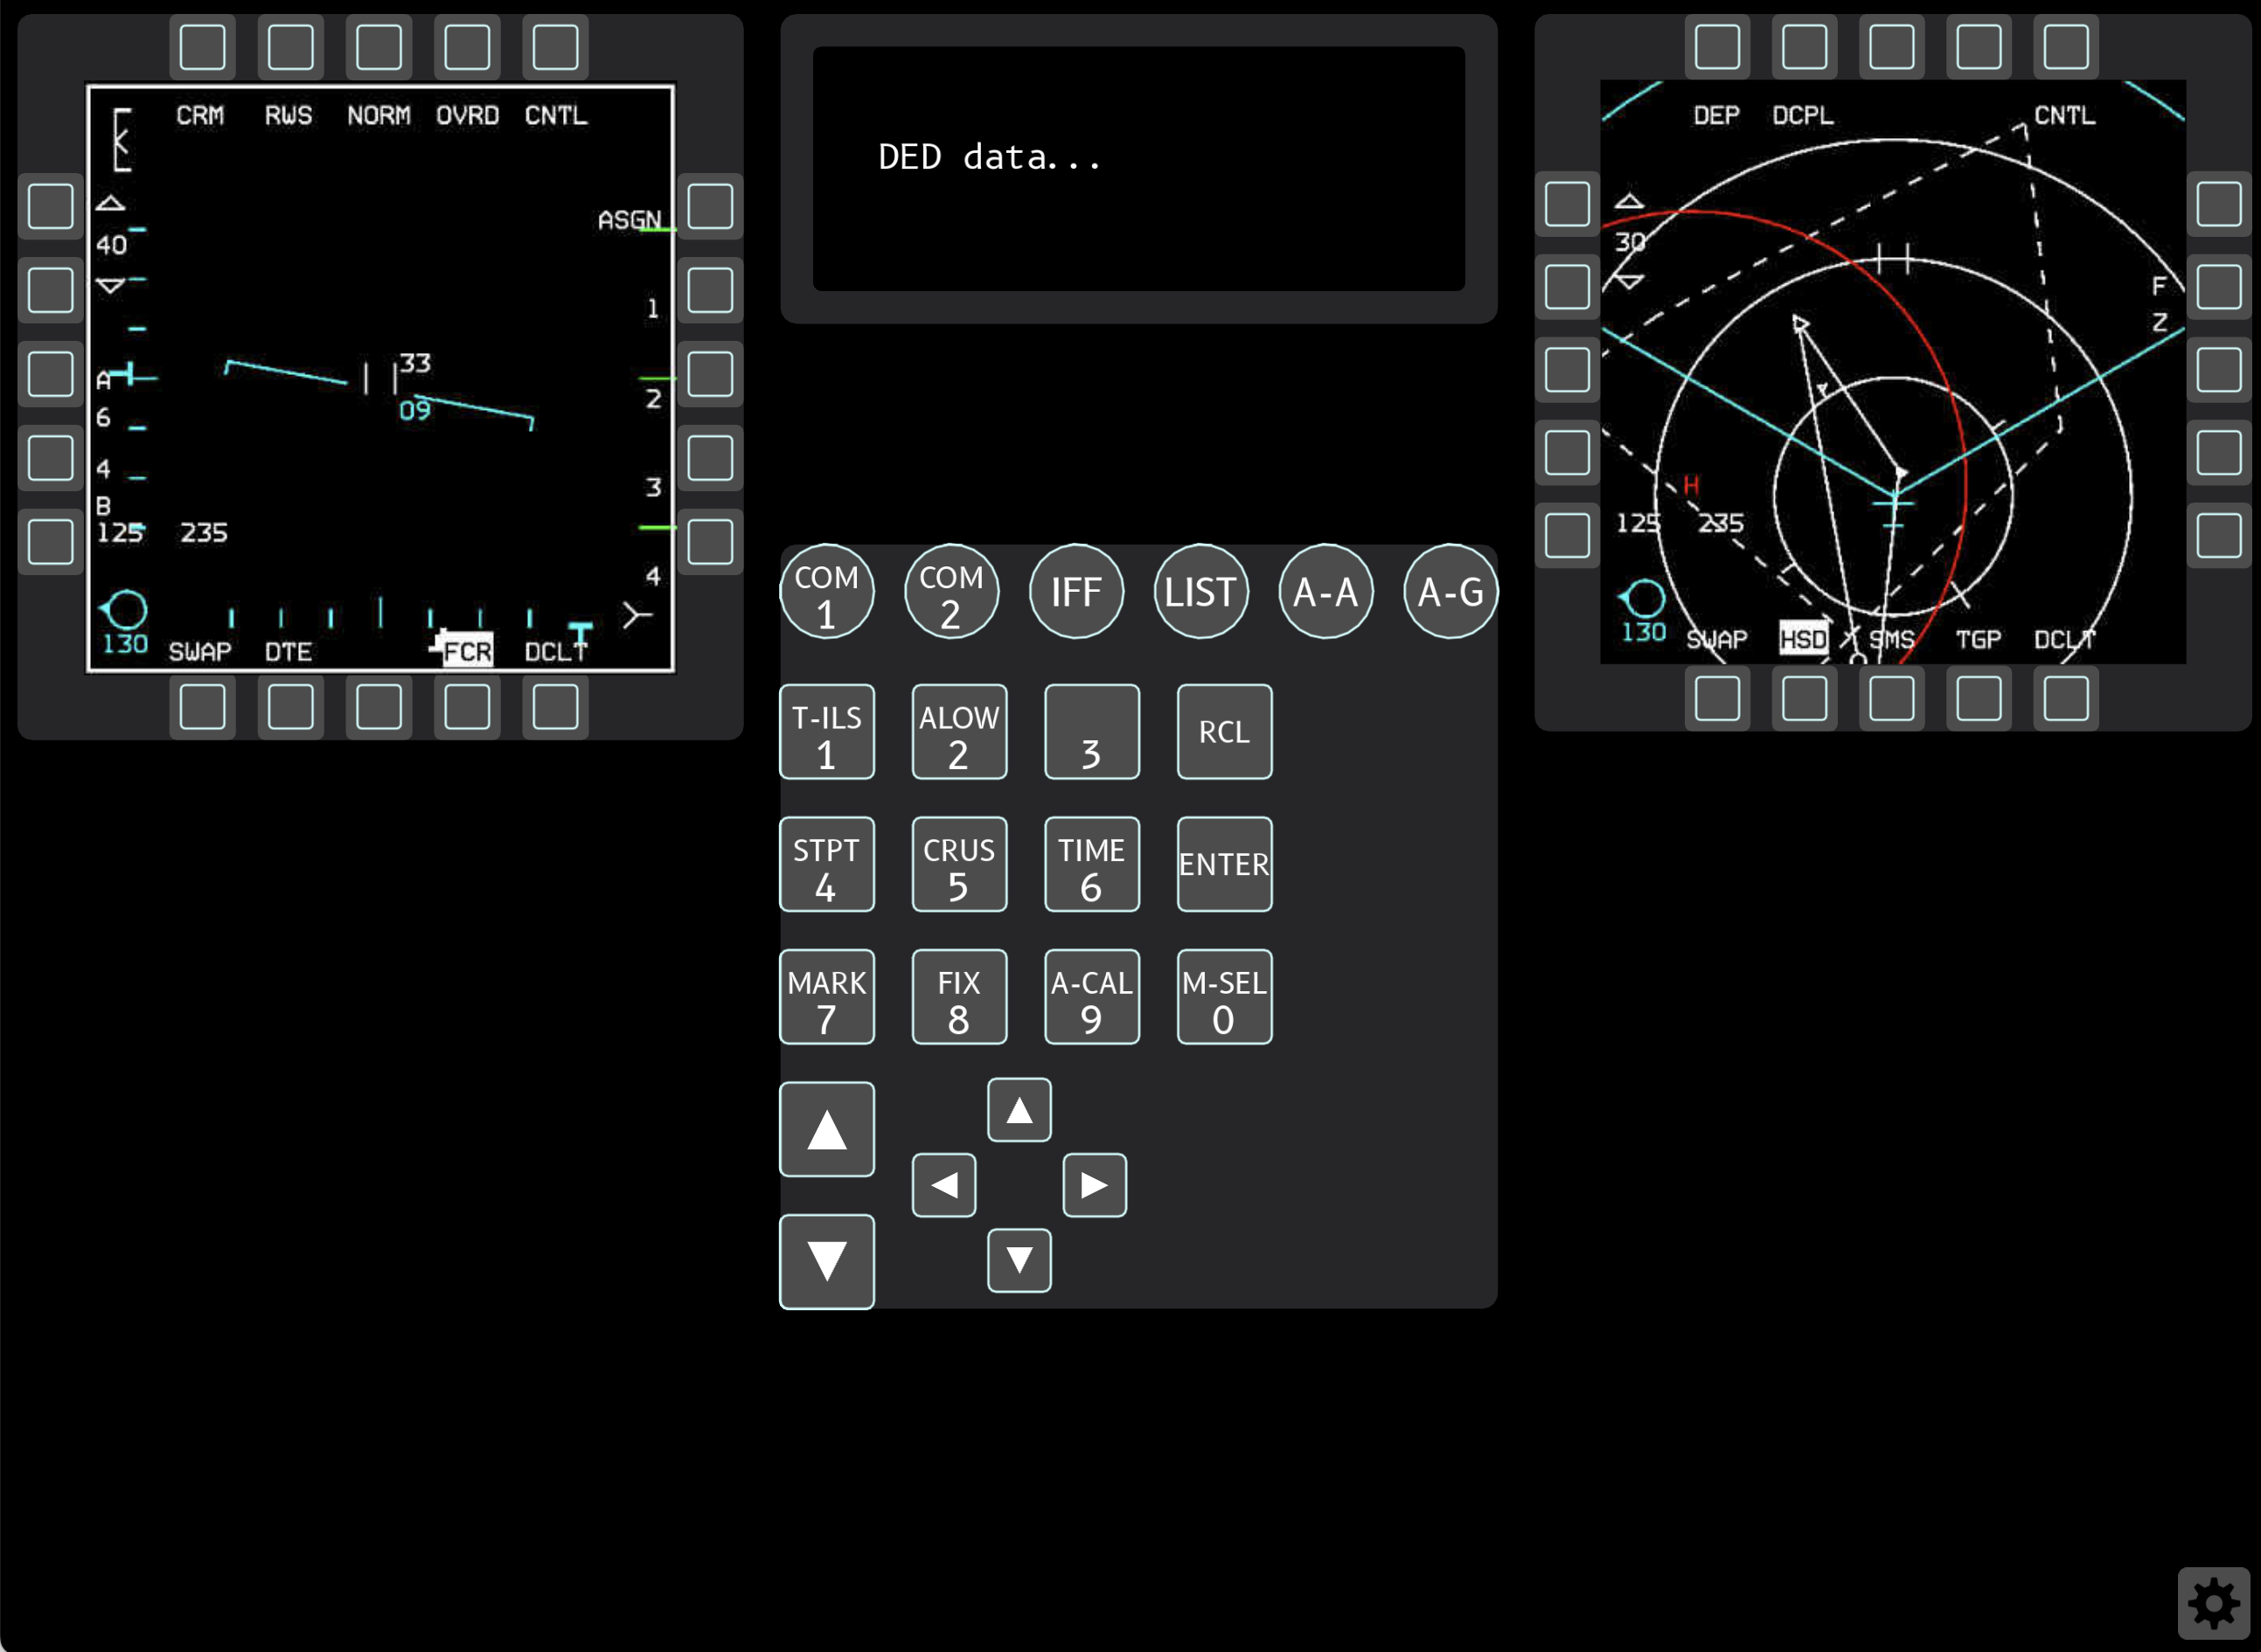 CRM RWS NORM OVRD CNTL
ASGN
40
1
33
A
2
09
6
4
3
B
125 235
4
130
SWAP DTE FCR DCLT
DED data...
COM 1
COM 2
IFF
LIST
A-A
A-G
T-ILS 1
ALOW 2
3
RCL
STPT 4
CRUS 5
TIME 6
ENTER
MARK 7
FIX 8
A-CAL 9
M-SEL 0
DEP DCPL CNTL
30
F
Z
H
125 235
130
SWAP HSD SMS TGP DCLT